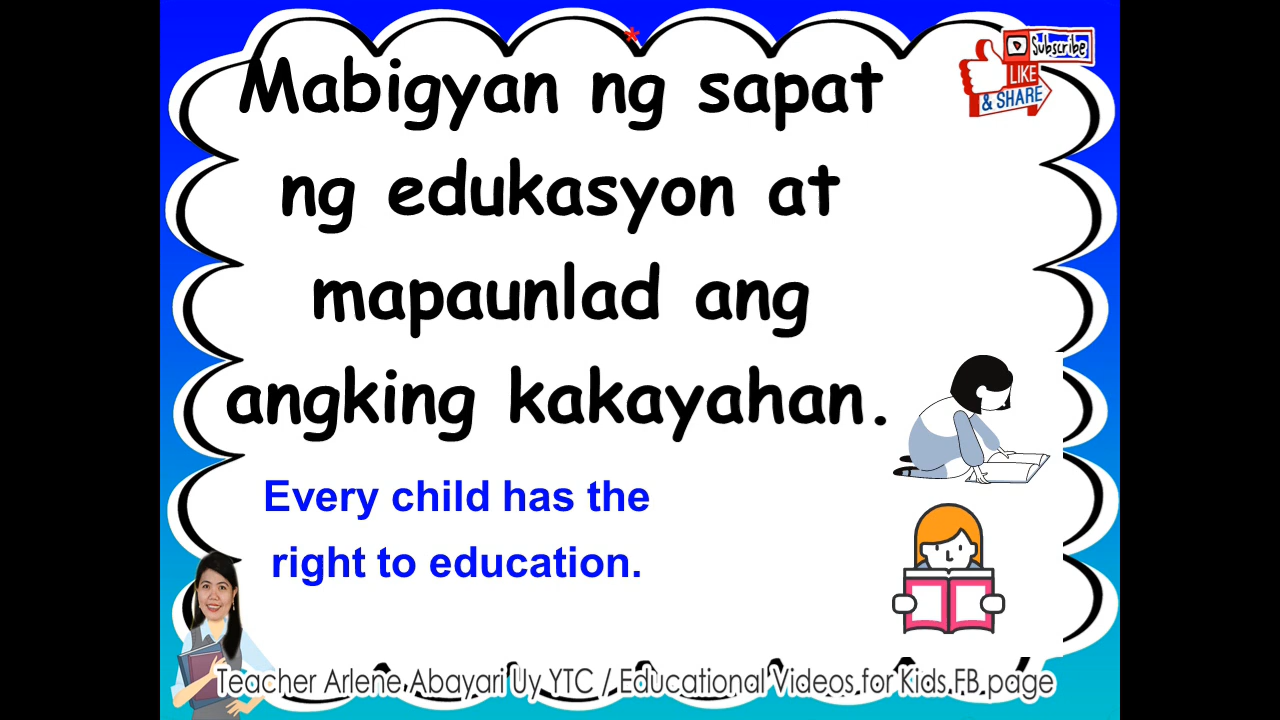 Mabigyan ng sapat
ng edukasyon at
mapaunlad ang
angking kakayahan.
Every child has the
right to education.
Subscribe
LIKE
& SHARE
Teacher Arlene Abayari Uy YTC / Educational Videos for Kids FB page